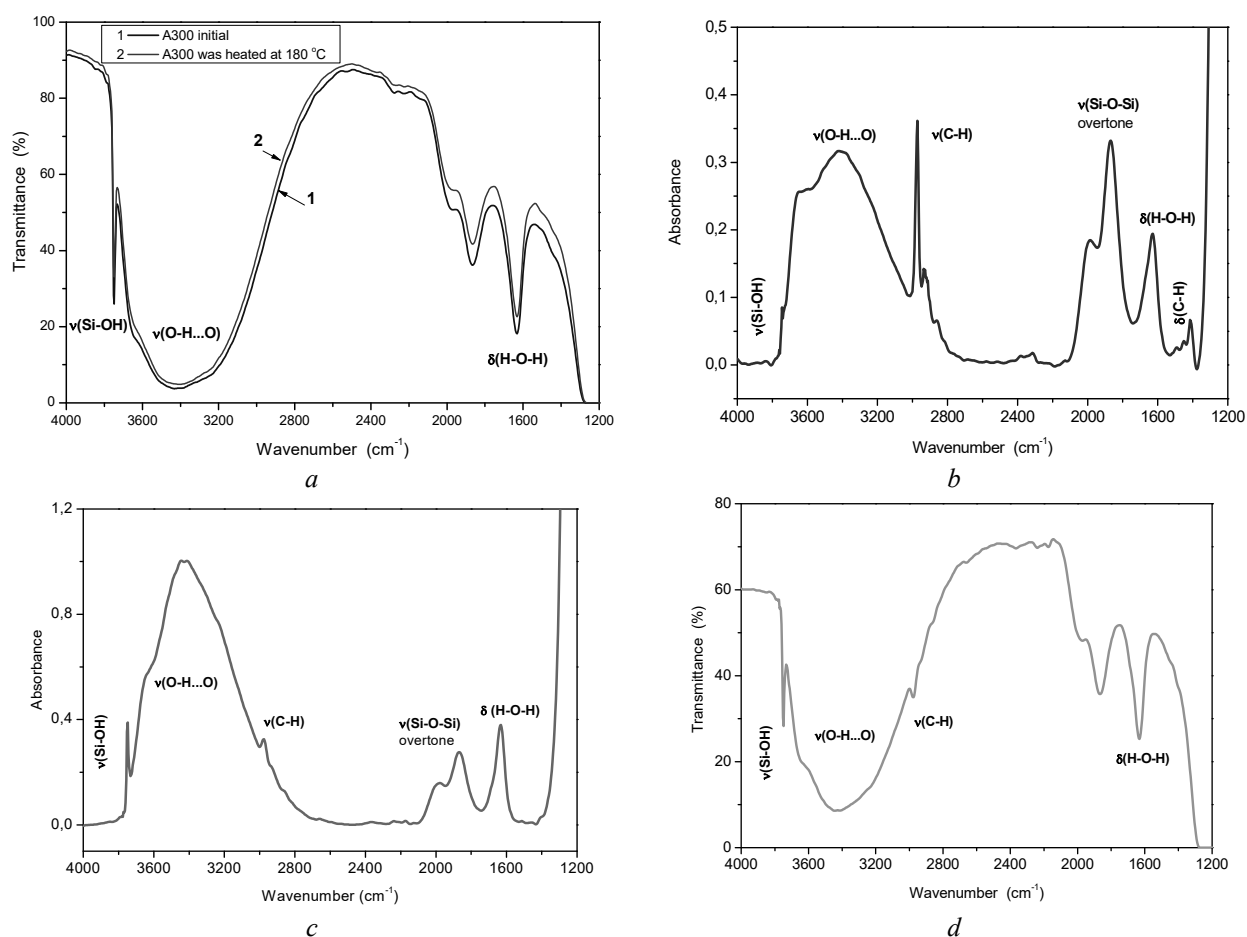 100
80
60
40
20
0
Transmittance (%)
1 A300 initial
2 A300 was heated at 180 °C
2
1
ν(Si-OH)
ν(O-H...O)
δ(H-O-H)
4000 3600 3200 2800 2400 2000 1600 1200
Wavenumber (cm⁻¹)
a
0,5
0,4
0,3
0,2
0,1
0,0
Absorbance
ν(Si-OH)
ν(O-H...O)
ν(C-H)
ν(Si-O-Si)
overtone
δ(H-O-H)
δ(C-H)
4000 3600 3200 2800 2400 2000 1600 1200
Wavenumber (cm⁻¹)
b
1,2
0,8
0,4
0,0
Absorbance
ν(Si-OH)
ν(O-H...O)
ν(C-H)
ν(Si-O-Si)
overtone
δ (H-O-H)
4000 3600 3200 2800 2400 2000 1600 1200
Wavenumber (cm⁻¹)
c
80
60
40
20
0
Transmittance (%)
ν(Si-OH)
ν(O-H...O)
ν(C-H)
δ(H-O-H)
4000 3600 3200 2800 2400 2000 1600 1200
Wavenumber (cm⁻¹)
d